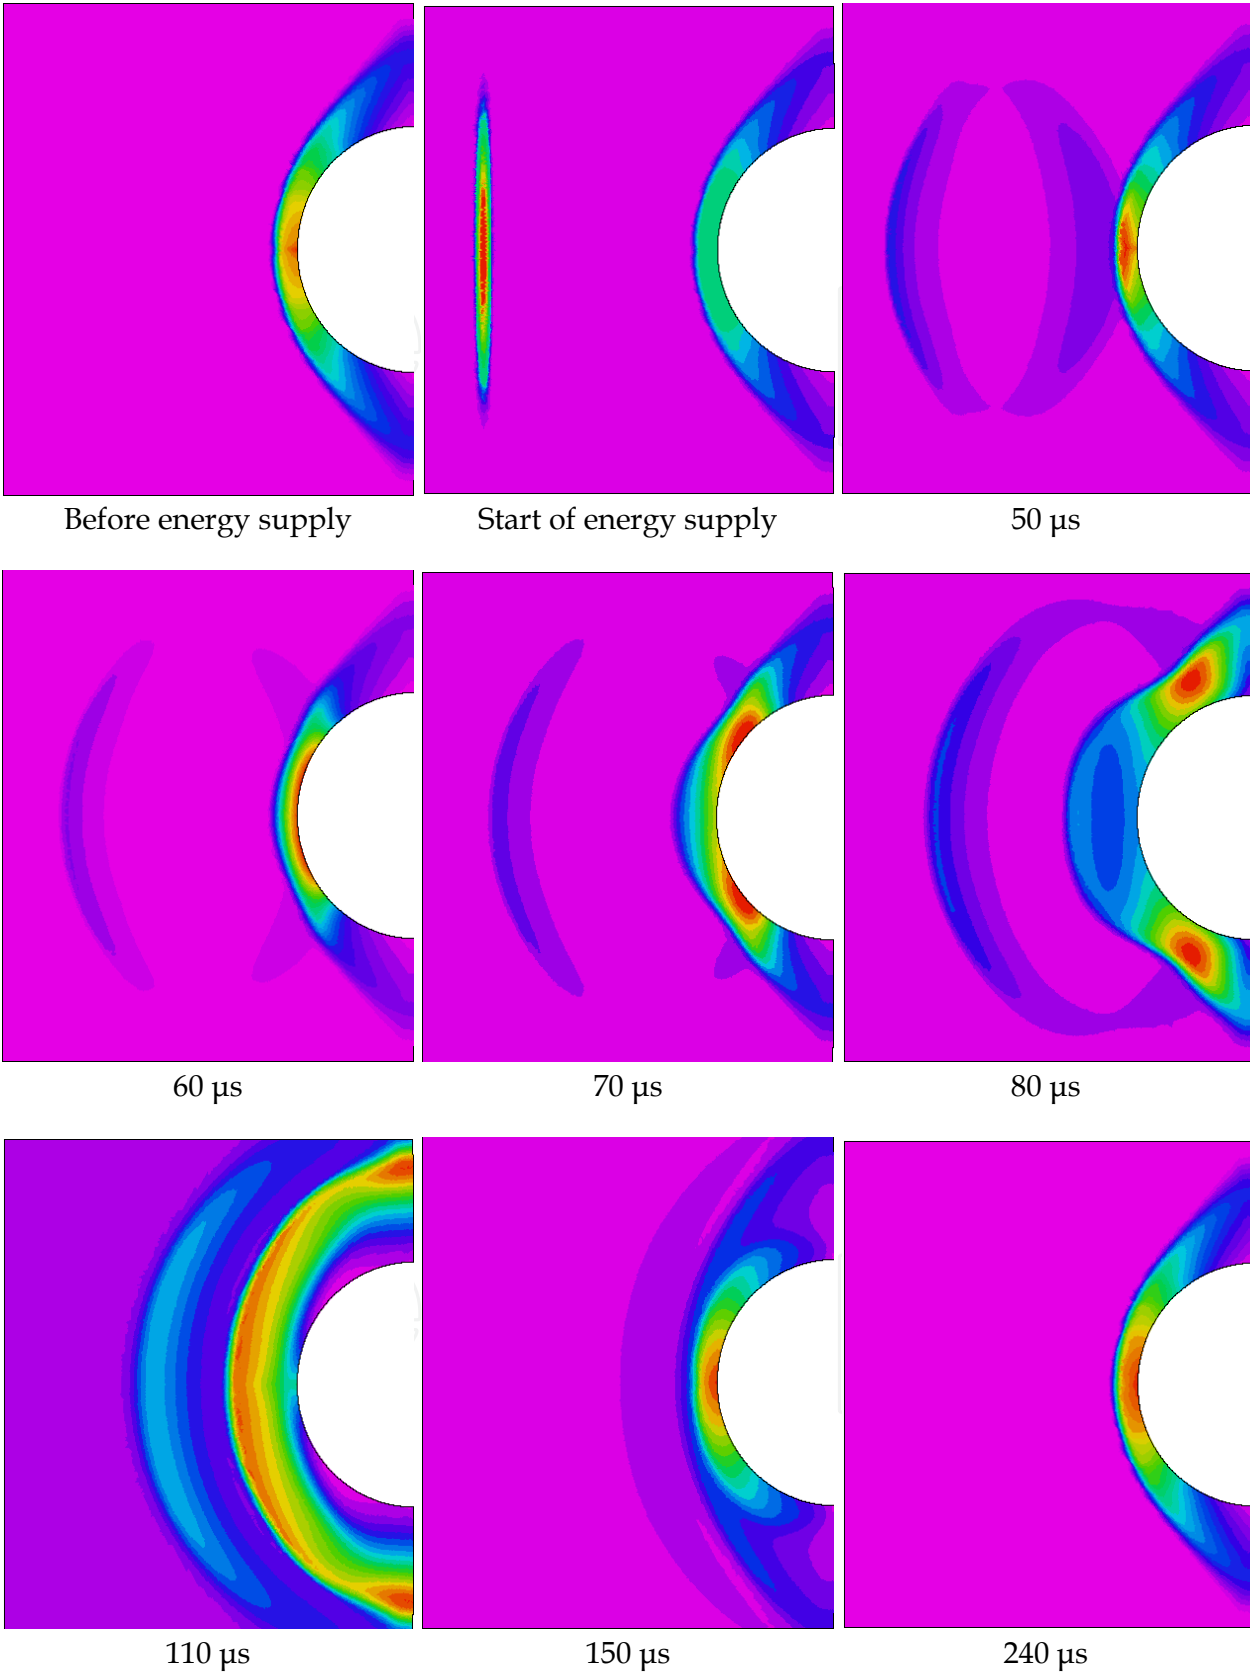 Before energy supply
Start of energy supply
50 µs
60 µs
70 µs
80 µs
110 µs
150 µs
240 µs